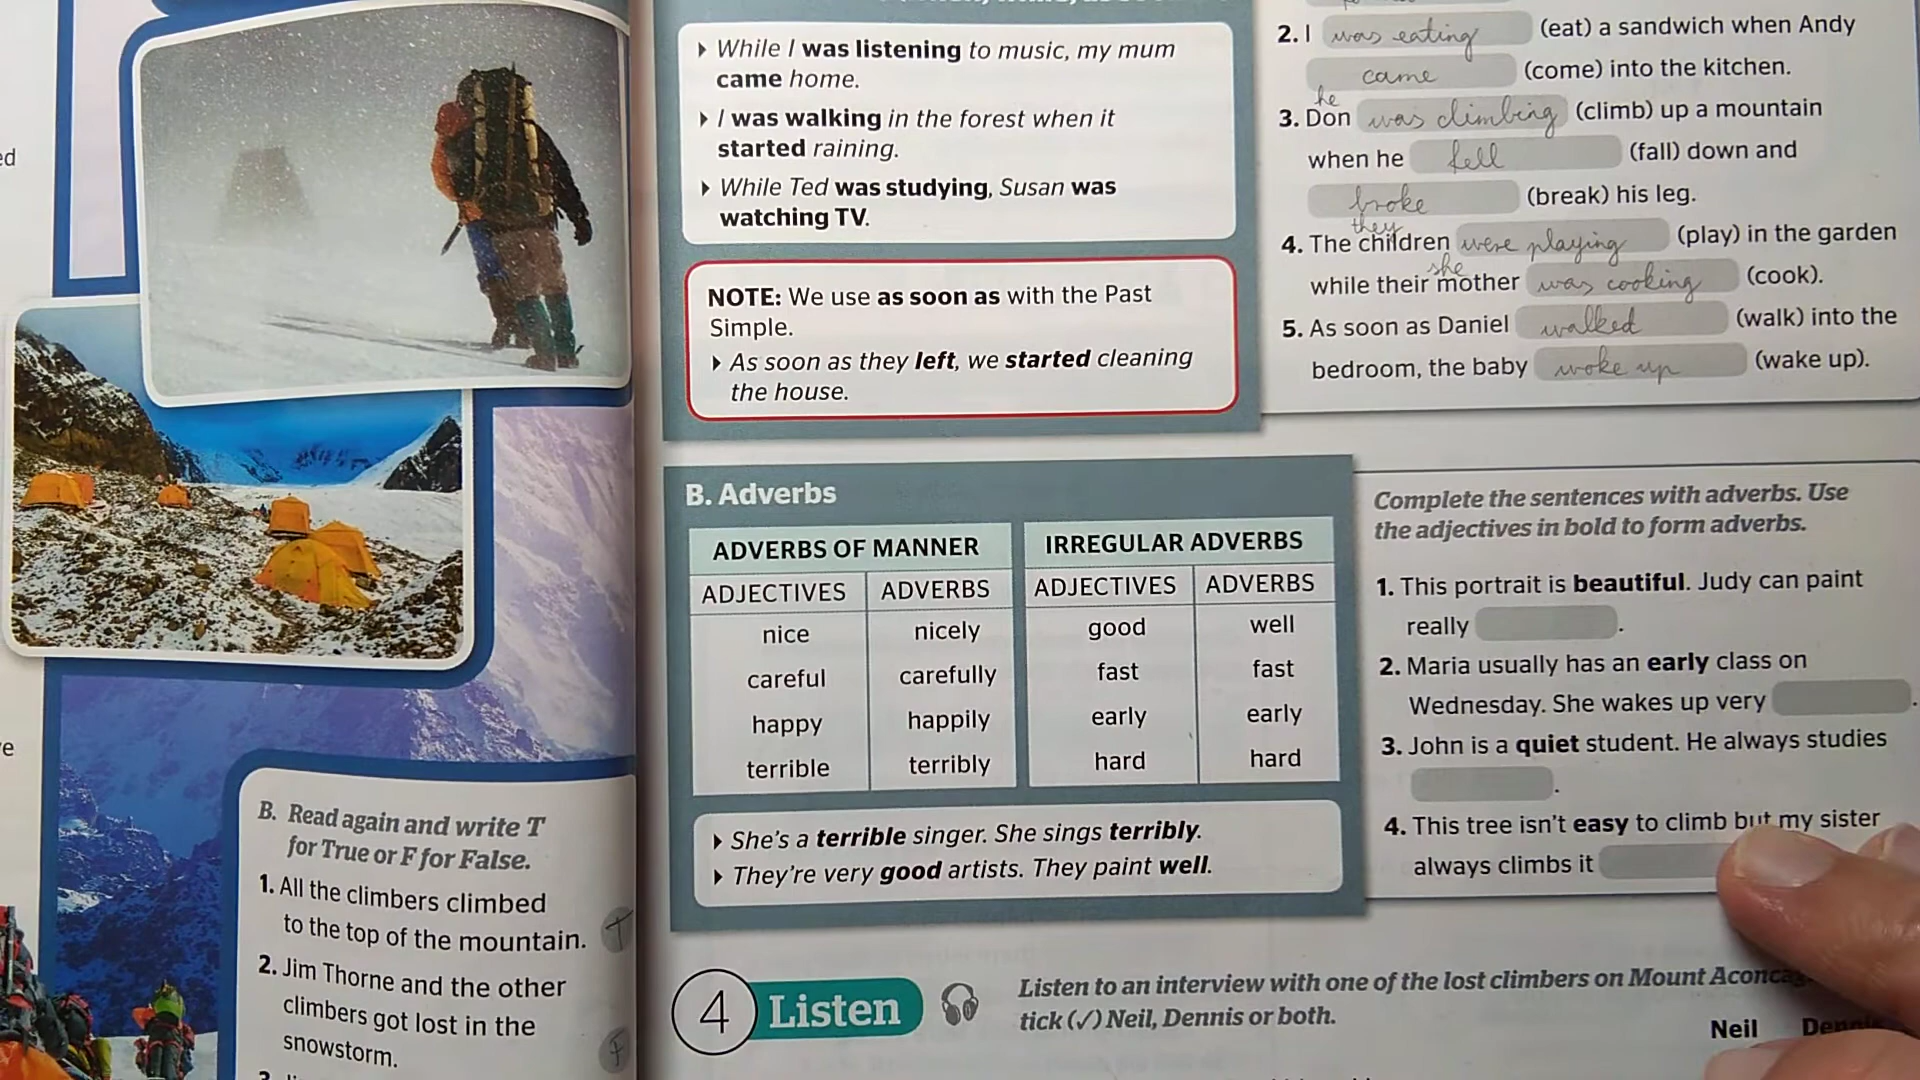 While I was listening to music, my mum
came home.
I was walking in the forest when it
started raining.
While Ted was studying, Susan was
watching TV.
NOTE: We use as soon as with the Past
Simple.
As soon as they left, we started cleaning
the house.
2. I was eating (eat) a sandwich when Andy
came (come) into the kitchen.
he
3. Don was climbing (climb) up a mountain
when he fell (fall) down and
broke (break) his leg.
they
4. The children were playing (play) in the garden
she
while their mother was cooking (cook).
5. As soon as Daniel walked (walk) into the
bedroom, the baby woke up (wake up).
B. Adverbs
ADVERBS OF MANNER IRREGULAR ADVERBS
ADJECTIVES ADVERBS ADJECTIVES ADVERBS
nice nicely good well
careful carefully fast fast
happy happily early early
terrible terribly hard hard
She's a terrible singer. She sings terribly.
They're very good artists. They paint well.
Complete the sentences with adverbs. Use
the adjectives in bold to form adverbs.
1. This portrait is beautiful. Judy can paint
really .
2. Maria usually has an early class on
Wednesday. She wakes up very .
3. John is a quiet student. He always studies
.
4. This tree isn't easy to climb but my sister
always climbs it
B. Read again and write T
for True or F for False.
1. All the climbers climbed
to the top of the mountain. T
2. Jim Thorne and the other
climbers got lost in the
snowstorm. F
4 Listen
Listen to an interview with one of the lost climbers on Mount
tick (✓) Neil, Dennis or both.
Neil